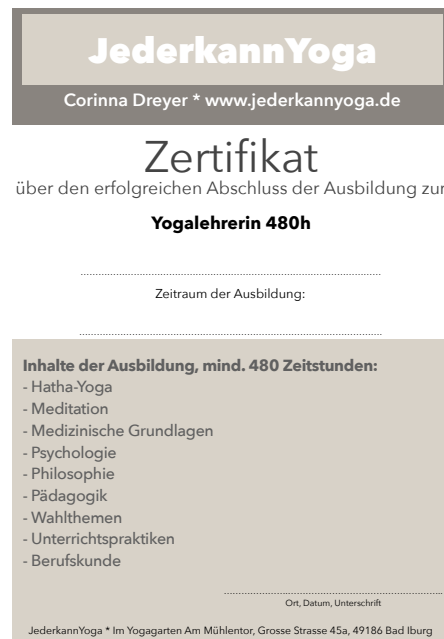 JederkannYoga
Corinna Dreyer * www.jederkannyoga.de
Zertifikat
über den erfolgreichen Abschluss der Ausbildung zur
Yogalehrerin 480h
Zeitraum der Ausbildung:
Inhalte der Ausbildung, mind. 480 Zeitstunden:
- Hatha-Yoga
- Meditation
- Medizinische Grundlagen
- Psychologie
- Philosophie
- Pädagogik
- Wahlthemen
- Unterrichtspraktiken
- Berufskunde
Ort, Datum, Unterschrift
JederkannYoga * Im Yogagarten Am Mühlentor, Grosse Strasse 45a, 49186 Bad Iburg